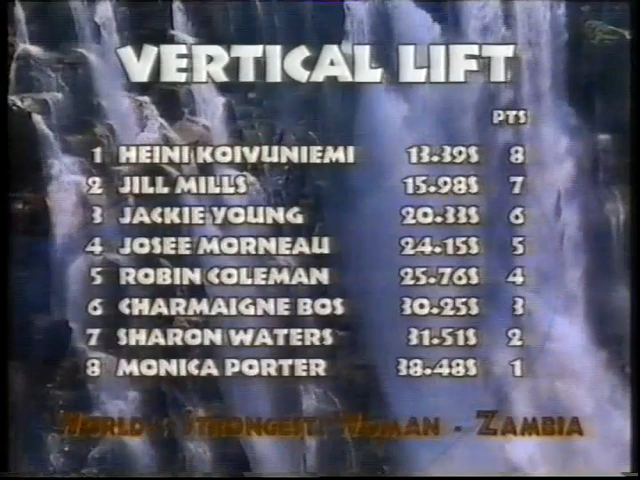 VERTICAL LIFT
PTS
1 HEINI KOIVUNIEMI 13.39S 8
2 JILL MILLS 15.98S 7
3 JACKIE YOUNG 20.33S 6
4 JOSEE MORNEAU 24.15S 5
5 ROBIN COLEMAN 25.76S 4
6 CHARMAIGNE BOS 30.25S 3
7 SHARON WATERS 31.51S 2
8 MONICA PORTER 38.48S 1
WORLD'S STRONGEST WOMAN - ZAMBIA